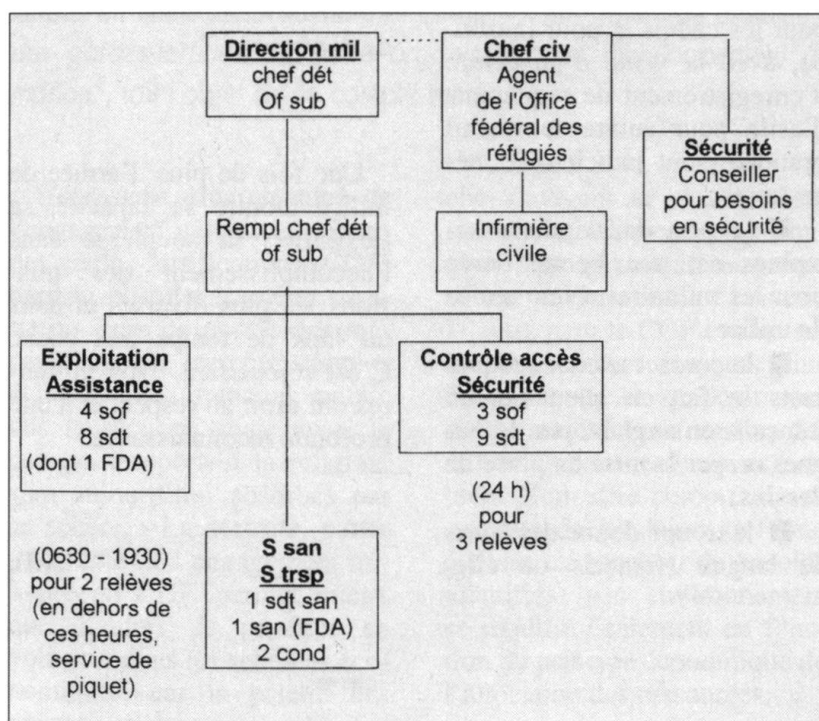 Direction mil
chef dét
Of sub
Chef civ
Agent
de l'Office
fédéral des
réfugiés
Sécurité
Conseiller
pour besoins
en sécurité
Rempl chef dét
of sub
Infirmière
civile
Exploitation
Assistance
4 sof
8 sdt
(dont 1 FDA)
Contrôle accès
Sécurité
3 sof
9 sdt
(24 h)
pour
3 relèves
(0630 - 1930)
pour 2 relèves
(en dehors de
ces heures,
service de
piquet)
S san
S trsp
1 sdt san
1 san (FDA)
2 cond